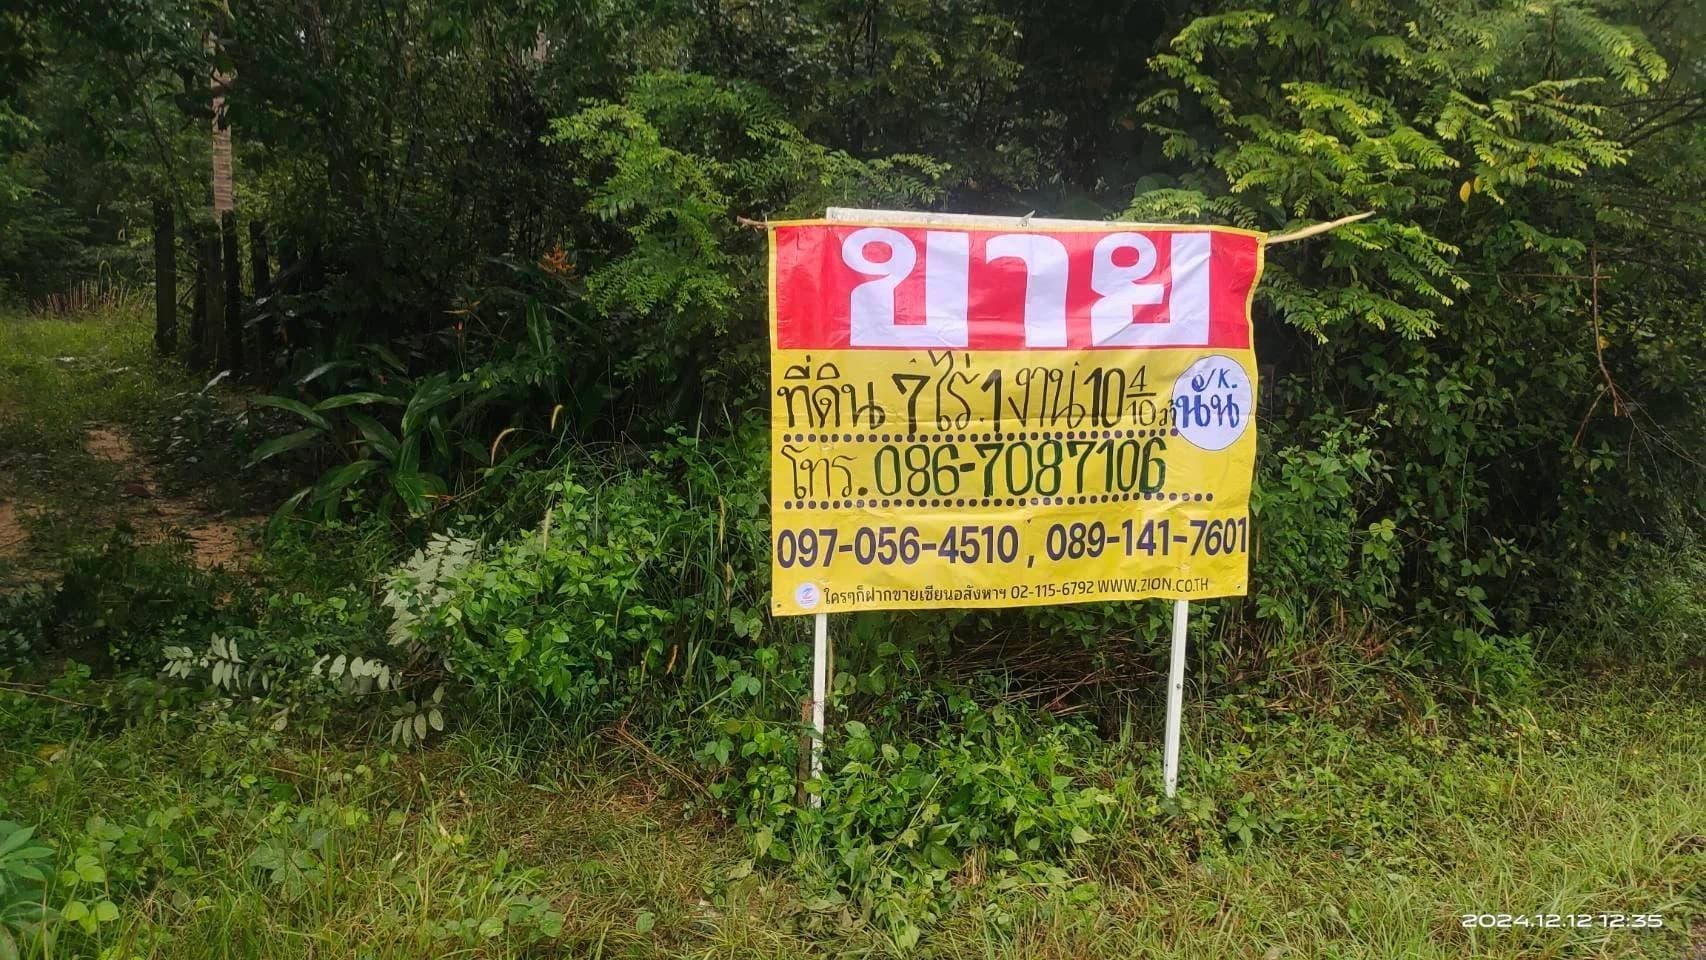 ขาย
ที่ดิน 7 ไร่. 1 งาน 10 4/10 วา
K.นัน
โทร. 086-7087106
097-056-4510 , 089-141-7601
ใครๆก็ฝากขายเซียนอสังหาฯ 02-115-6792 WWW.ZION.CO.TH
2024.12.12 12:35